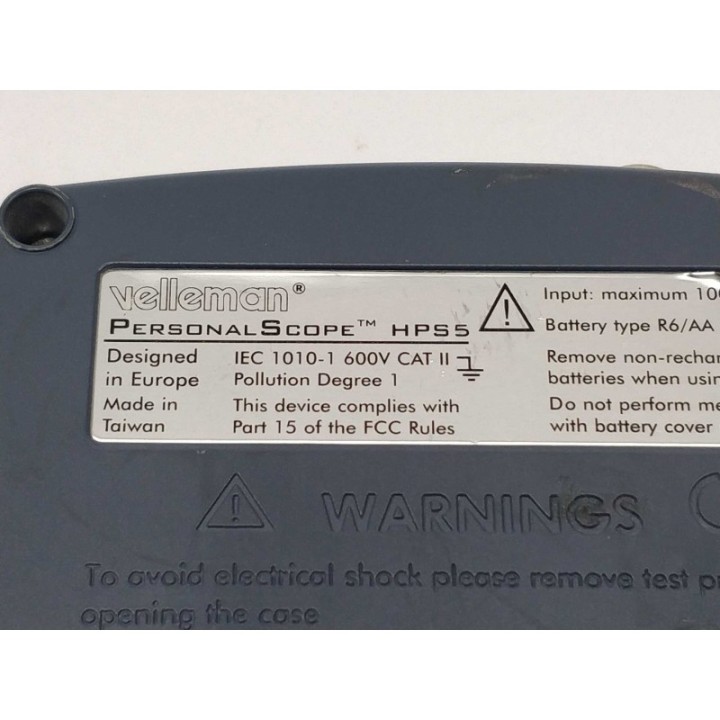 velleman®
PERSONALSCOPE™ HPS5
Designed
in Europe
Made in
Taiwan
IEC 1010-1 600V CAT II
Pollution Degree 1
This device complies with
Part 15 of the FCC Rules
Input: maximum
Battery type R6/AA
Remove
batteries when
Do not perform
with battery cover
WARNINGS
To avoid electrical shock please remove test
opening the case